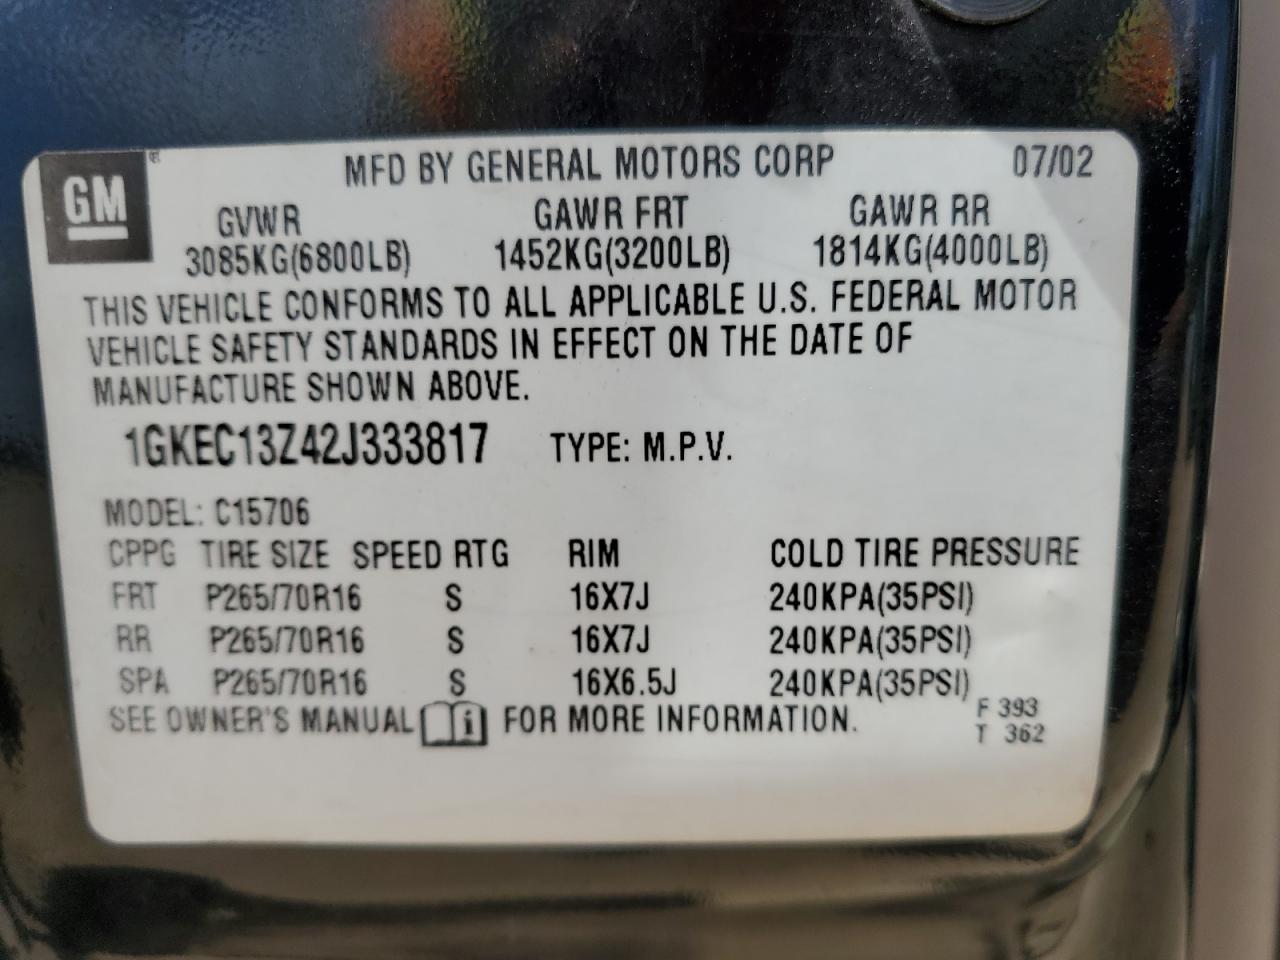 GM ® MFD BY GENERAL MOTORS CORP 07/02
GVWR GAWR FRT GAWR RR
3085KG(6800LB) 1452KG(3200LB) 1814KG(4000LB)
THIS VEHICLE CONFORMS TO ALL APPLICABLE U.S. FEDERAL MOTOR
VEHICLE SAFETY STANDARDS IN EFFECT ON THE DATE OF
MANUFACTURE SHOWN ABOVE.
1GKEC13Z42J333817 TYPE: M.P.V.
MODEL: C15706
CPPG TIRE SIZE SPEED RTG RIM COLD TIRE PRESSURE
FRT P265/70R16 S 16X7J 240KPA(35PSI)
RR P265/70R16 S 16X7J 240KPA(35PSI)
SPA P265/70R16 S 16X6.5J 240KPA(35PSI)
SEE OWNER'S MANUAL i FOR MORE INFORMATION. F 393
T 362